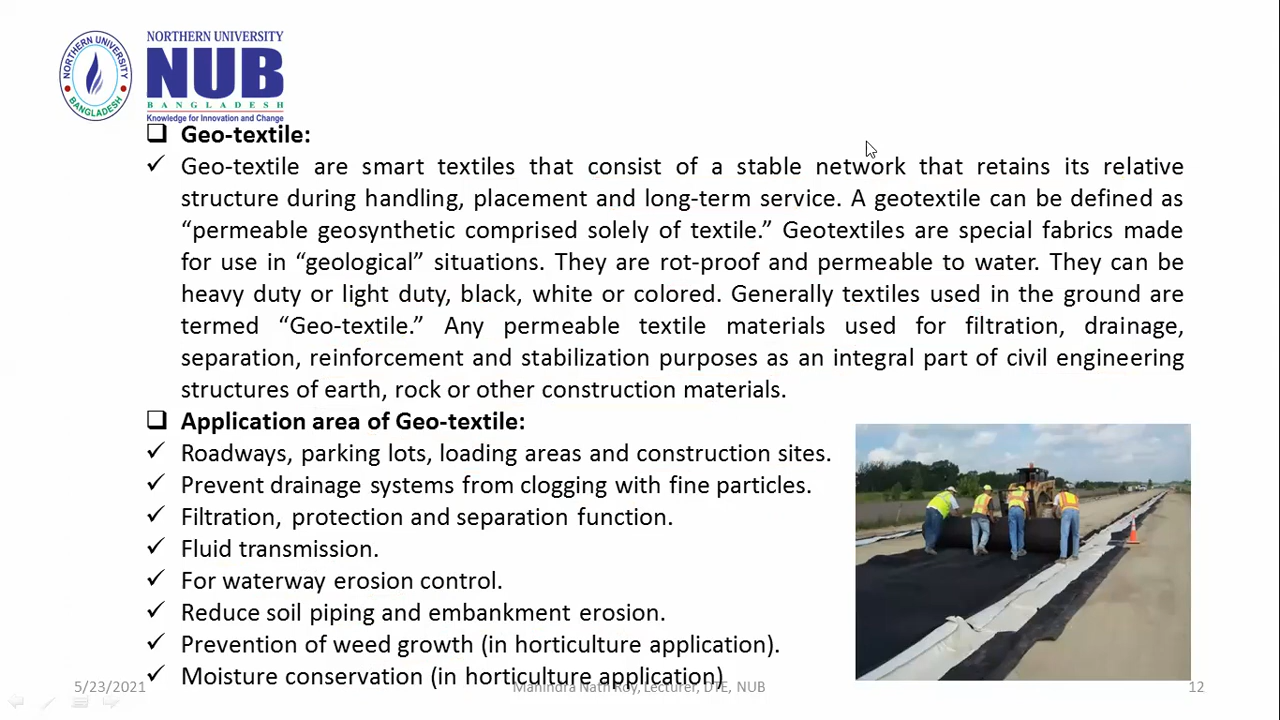 NORTHERN UNIVERSITY
NUB
BANGLADESH
Knowledge for Innovation and Change
NORTHERN UNIVERSITY
BANGLADESH
Geo-textile:
Geo-textile are smart textiles that consist of a stable network that retains its relative
structure during handling, placement and long-term service. A geotextile can be defined as
“permeable geosynthetic comprised solely of textile.” Geotextiles are special fabrics made
for use in “geological” situations. They are rot-proof and permeable to water. They can be
heavy duty or light duty, black, white or colored. Generally textiles used in the ground are
termed “Geo-textile.” Any permeable textile materials used for filtration, drainage,
separation, reinforcement and stabilization purposes as an integral part of civil engineering
structures of earth, rock or other construction materials.
Application area of Geo-textile:
Roadways, parking lots, loading areas and construction sites.
Prevent drainage systems from clogging with fine particles.
Filtration, protection and separation function.
Fluid transmission.
For waterway erosion control.
Reduce soil piping and embankment erosion.
Prevention of weed growth (in horticulture application).
Moisture conservation (in horticulture application)
5/23/2021
Manindra Nath Roy, Lecturer, DTE, NUB
12